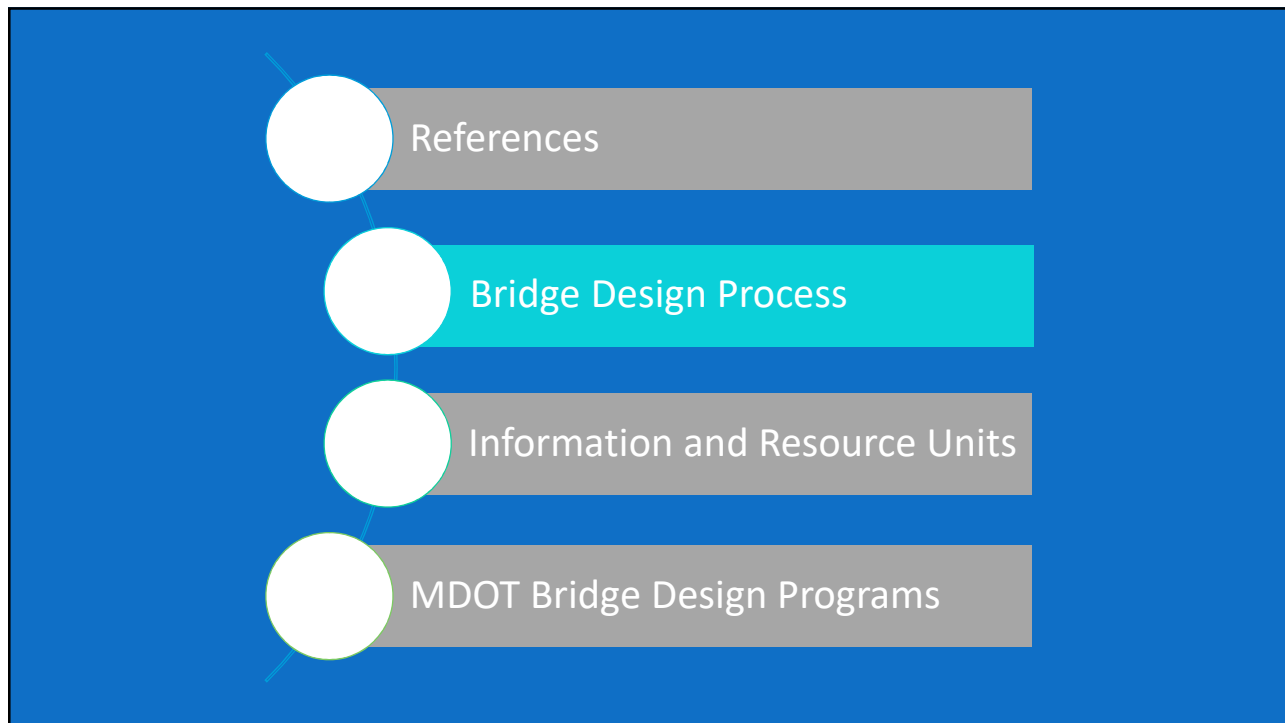 References
Bridge Design Process
Information and Resource Units
MDOT Bridge Design Programs